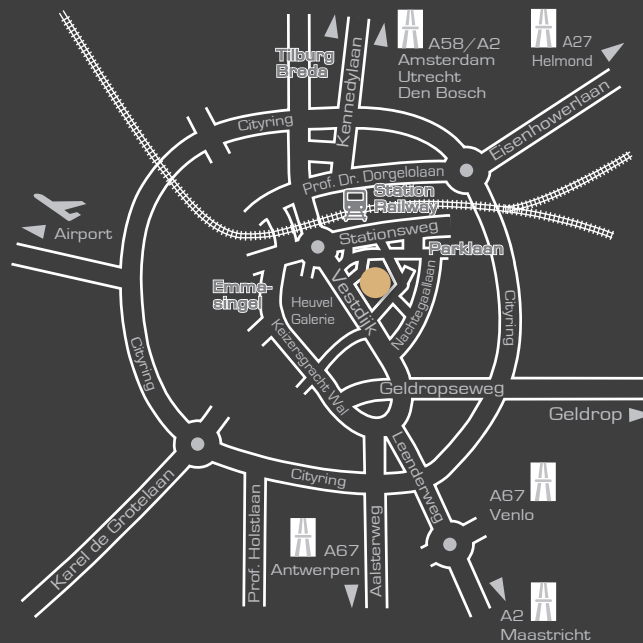 Tilburg
Breda
Kennedylaan
A58/A2
Amsterdam
Utrecht
Den Bosch
A27
Helmond
Eisenhowerlaan
Cityring
Prof. Dr. Dorgelolaan
Station
Railway
Stationsweg
Parklaan
Airport
Emma-
singel
Heuvel
Galerie
Vestdijk
Nachtegaallaan
Keizersgracht
Wal
Cityring
Cityring
Geldropseweg
Geldrop
Leenderweg
Cityring
Karel de Grotelaan
Prof. Holstlaan
A67
Antwerpen
Aalsterweg
A67
Venlo
A2
Maastricht